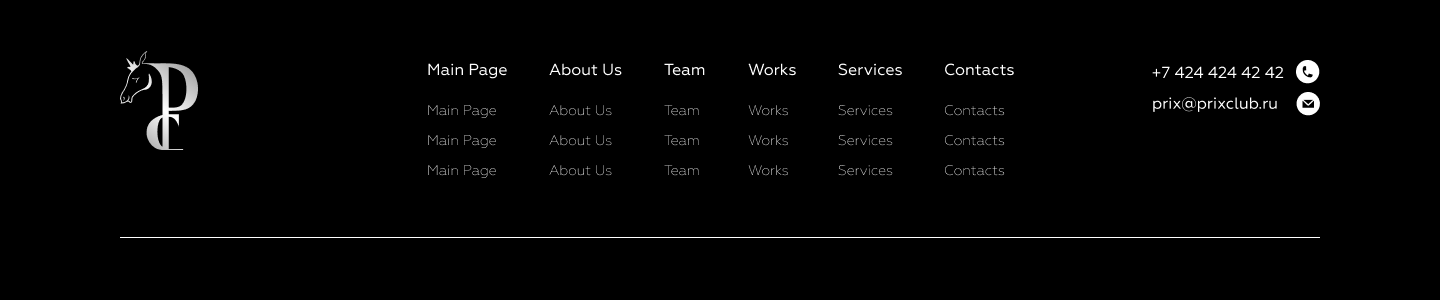 PC
Main Page About Us Team Works Services Contacts
Main Page About Us Team Works Services Contacts
Main Page About Us Team Works Services Contacts
Main Page About Us Team Works Services Contacts
+7 424 424 42 42
prix@prixclub.ru